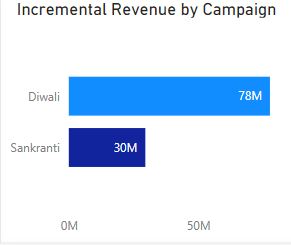 Incremental Revenue by Campaign
Diwali 78M
Sankranti 30M
0M 50M